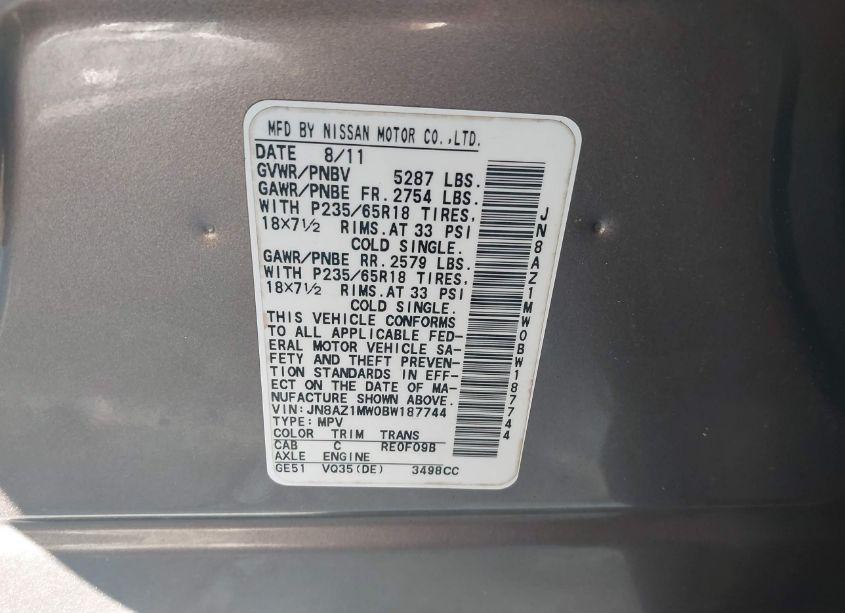 MFD BY NISSAN MOTOR CO.,LTD.
DATE 8/11
GVWR/PNBV 5287 LBS.
GAWR/PNBE FR. 2754 LBS.
WITH P235/65R18 TIRES,
18×7½ RIMS. AT 33 PSI
COLD SINGLE.
GAWR/PNBE RR. 2579 LBS.
WITH P235/65R18 TIRES,
18×7½ RIMS. AT 33 PSI
COLD SINGLE.
THIS VEHICLE CONFORMS
TO ALL APPLICABLE FED-
ERAL MOTOR VEHICLE SA-
FETY AND THEFT PREVEN-
TION STANDARDS IN EFF-
ECT ON THE DATE OF MA-
NUFACTURE SHOWN ABOVE.
VIN: JN8AZ1MW0BW187744
TYPE: MPV
COLOR TRIM TRANS
CAB C RE0F09B
AXLE ENGINE
GE51 VQ35(DE) 3498CC
JN8AZ1MW0BW187744